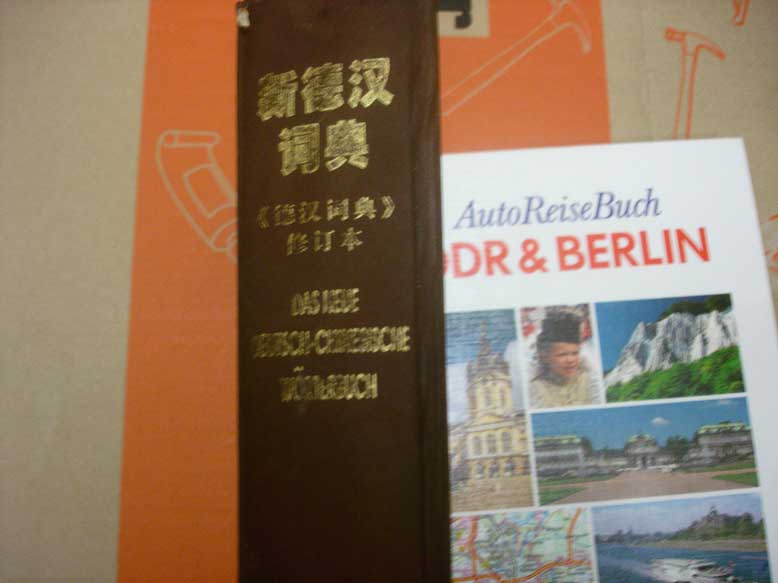 新德汉
词典
《德汉词典》
修订本
DAS NEUE
DEUTSCH-CHINESISCHE
WÖRTERBUCH
AutoReiseBuch
DDR & BERLIN